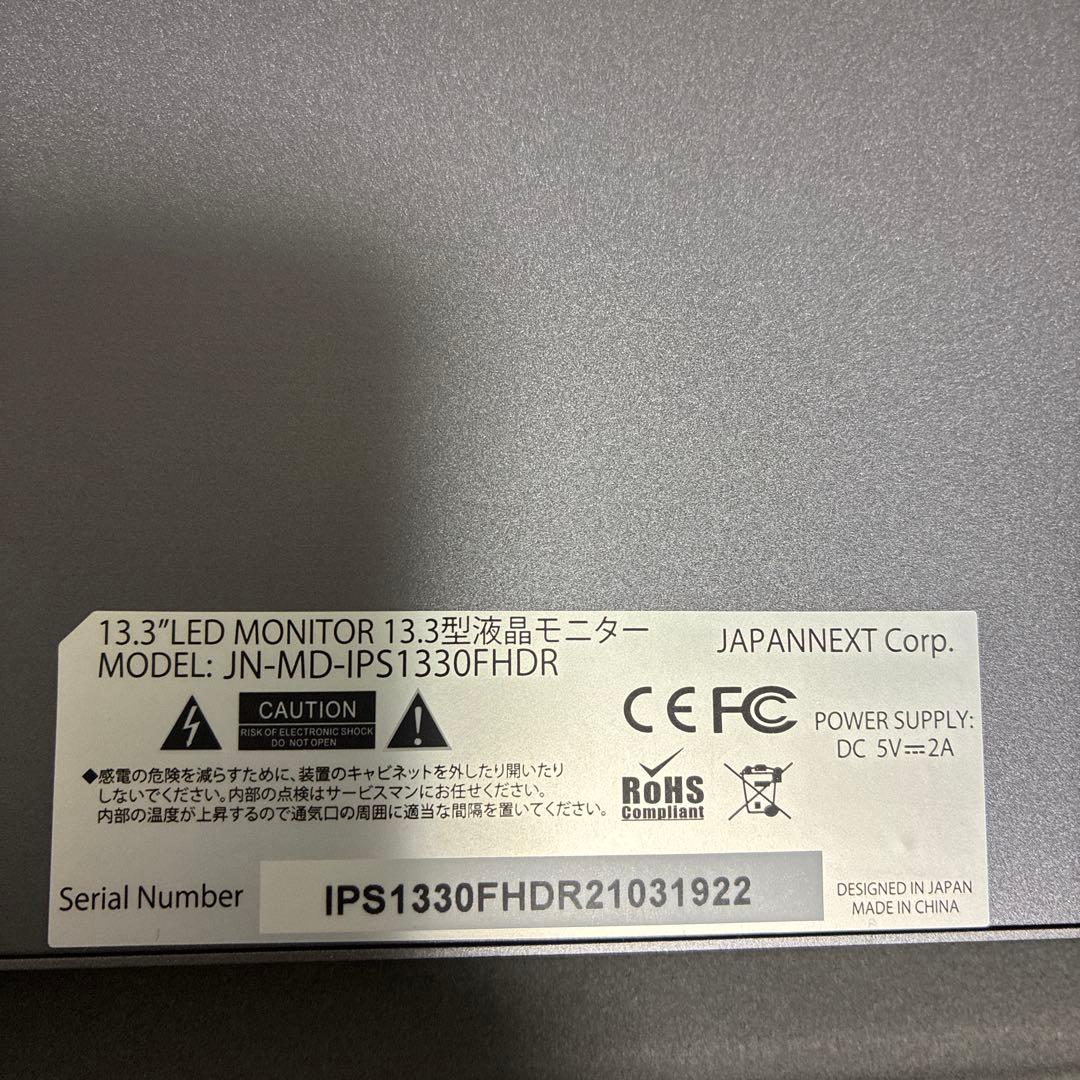 13.3”LED MONITOR 13.3型液晶モニター
MODEL: JN-MD-IPS1330FHDR
JAPANNEXT Corp.
CAUTION
RISK OF ELECTRONIC SHOCK
DO NOT OPEN
CE FC
POWER SUPPLY:
DC 5V⎓2A
◆感電の危険を減らすために、装置のキャビネットを外したり開いたり
しないでください。内部の点検はサービスマンにお任せください。
内部の温度が上昇するので通気口の周囲に適当な間隔を置いてください。
RoHS
Compliant
Serial Number IPS1330FHDR21031922
DESIGNED IN JAPAN
MADE IN CHINA